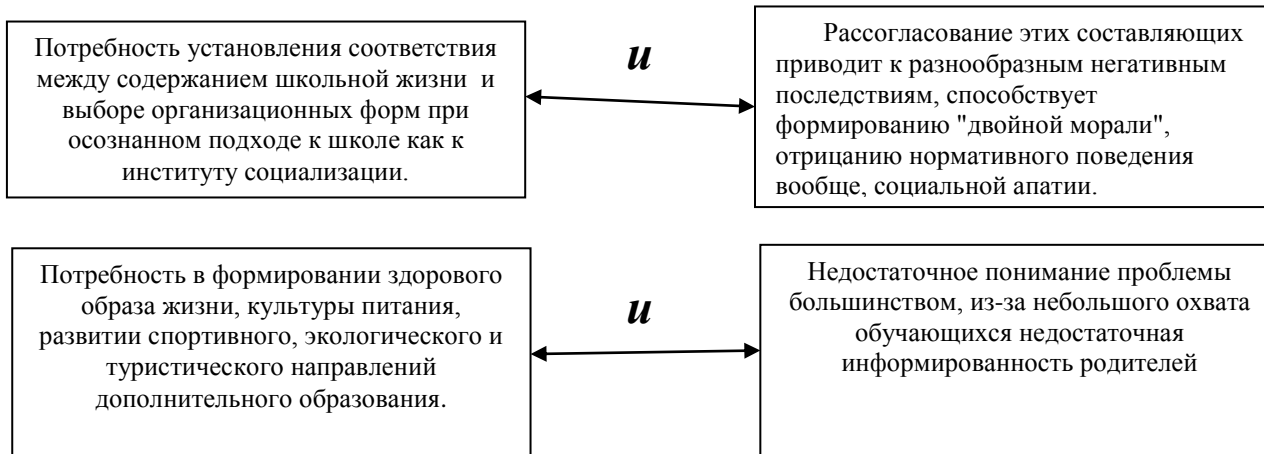 Потребность установления соответствия
между содержанием школьной жизни и
выборе организационных форм при
осознанном подходе к школе как к
институту социализации.
и
Рассогласование этих составляющих
приводит к разнообразным негативным
последствиям, способствует
формированию "двойной морали",
отрицанию нормативного поведения
вообще, социальной апатии.
Потребность в формировании здорового
образа жизни, культуры питания,
развитии спортивного, экологического и
туристического направлений
дополнительного образования.
и
Недостаточное понимание проблемы
большинством, из-за небольшого охвата
обучающихся недостаточная
информированность родителей